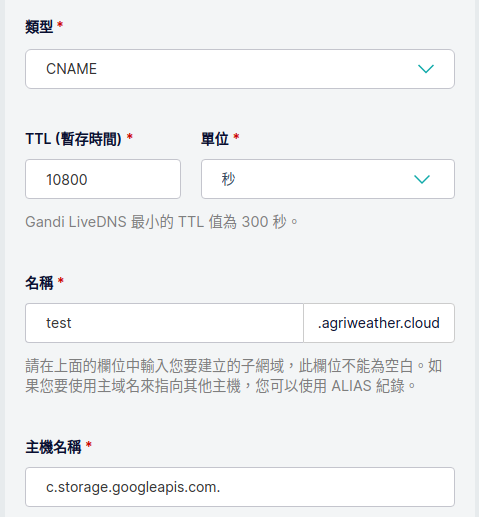 類型 *
CNAME
TTL (暫存時間) * 單位 *
10800 秒
Gandi LiveDNS 最小的 TTL 值為 300 秒。
名稱 *
test .agriweather.cloud
請在上面的欄位中輸入您要建立的子網域，此欄位不能為空白。如
果您要使用主域名來指向其他主機，您可以使用 ALIAS 紀錄。
主機名稱 *
c.storage.googleapis.com.